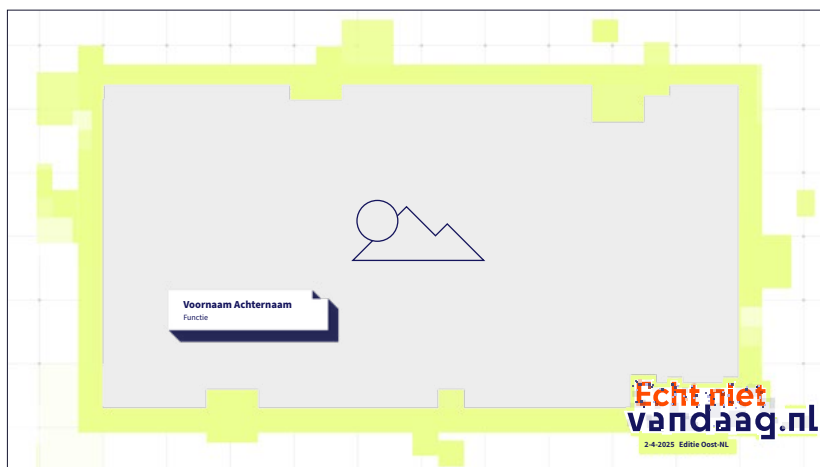 Voornaam Achternaam
Functie
Echt niet
vandaag.nl
2-4-2025 Editie Oost-NL